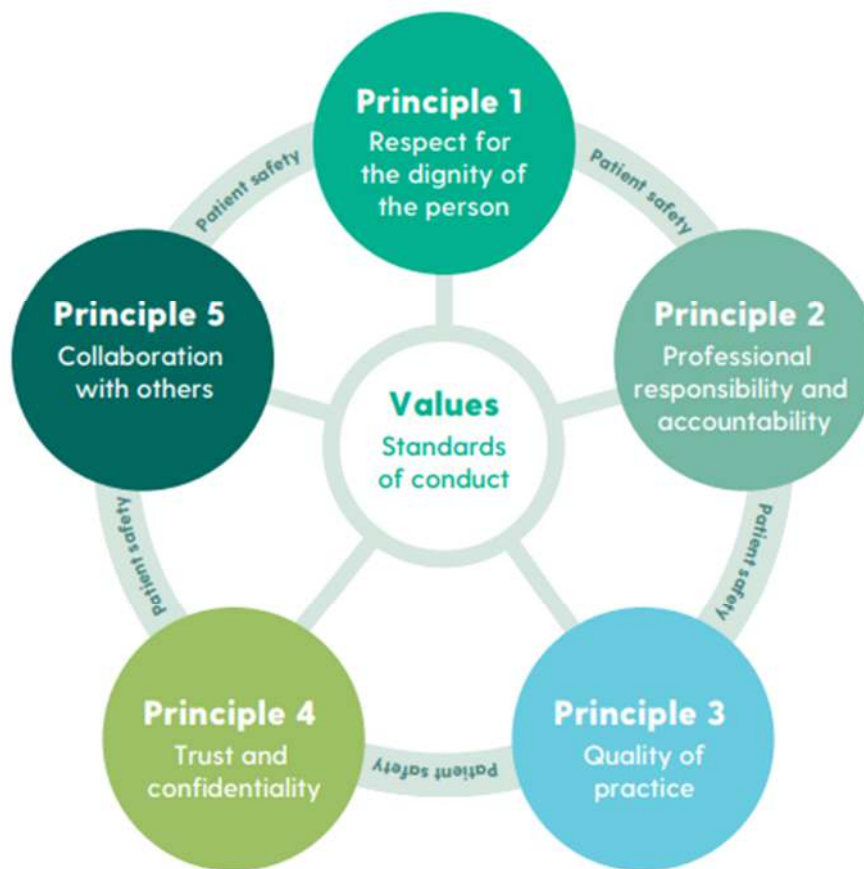 Principle 1
Respect for
the dignity of
the person
Patient safety
Patient safety
Principle 5
Collaboration
with others
Principle 2
Professional
responsibility and
accountability
Values
Standards
of conduct
Patient safety
Patient safety
Principle 4
Trust and
confidentiality
Principle 3
Quality of
practice
Patient safety